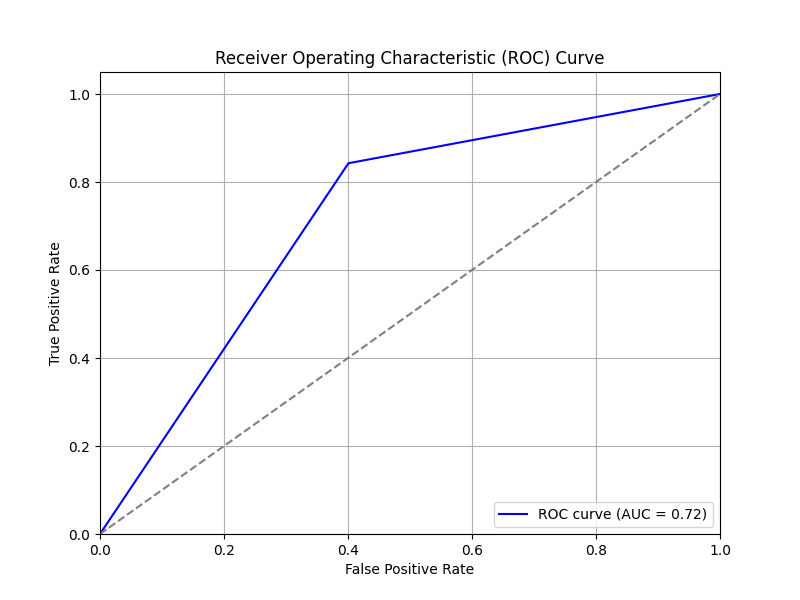 Receiver Operating Characteristic (ROC) Curve
1.0
0.8
0.6
0.4
0.2
0.0
True Positive Rate
ROC curve (AUC = 0.72)
0.0 0.2 0.4 0.6 0.8 1.0
False Positive Rate